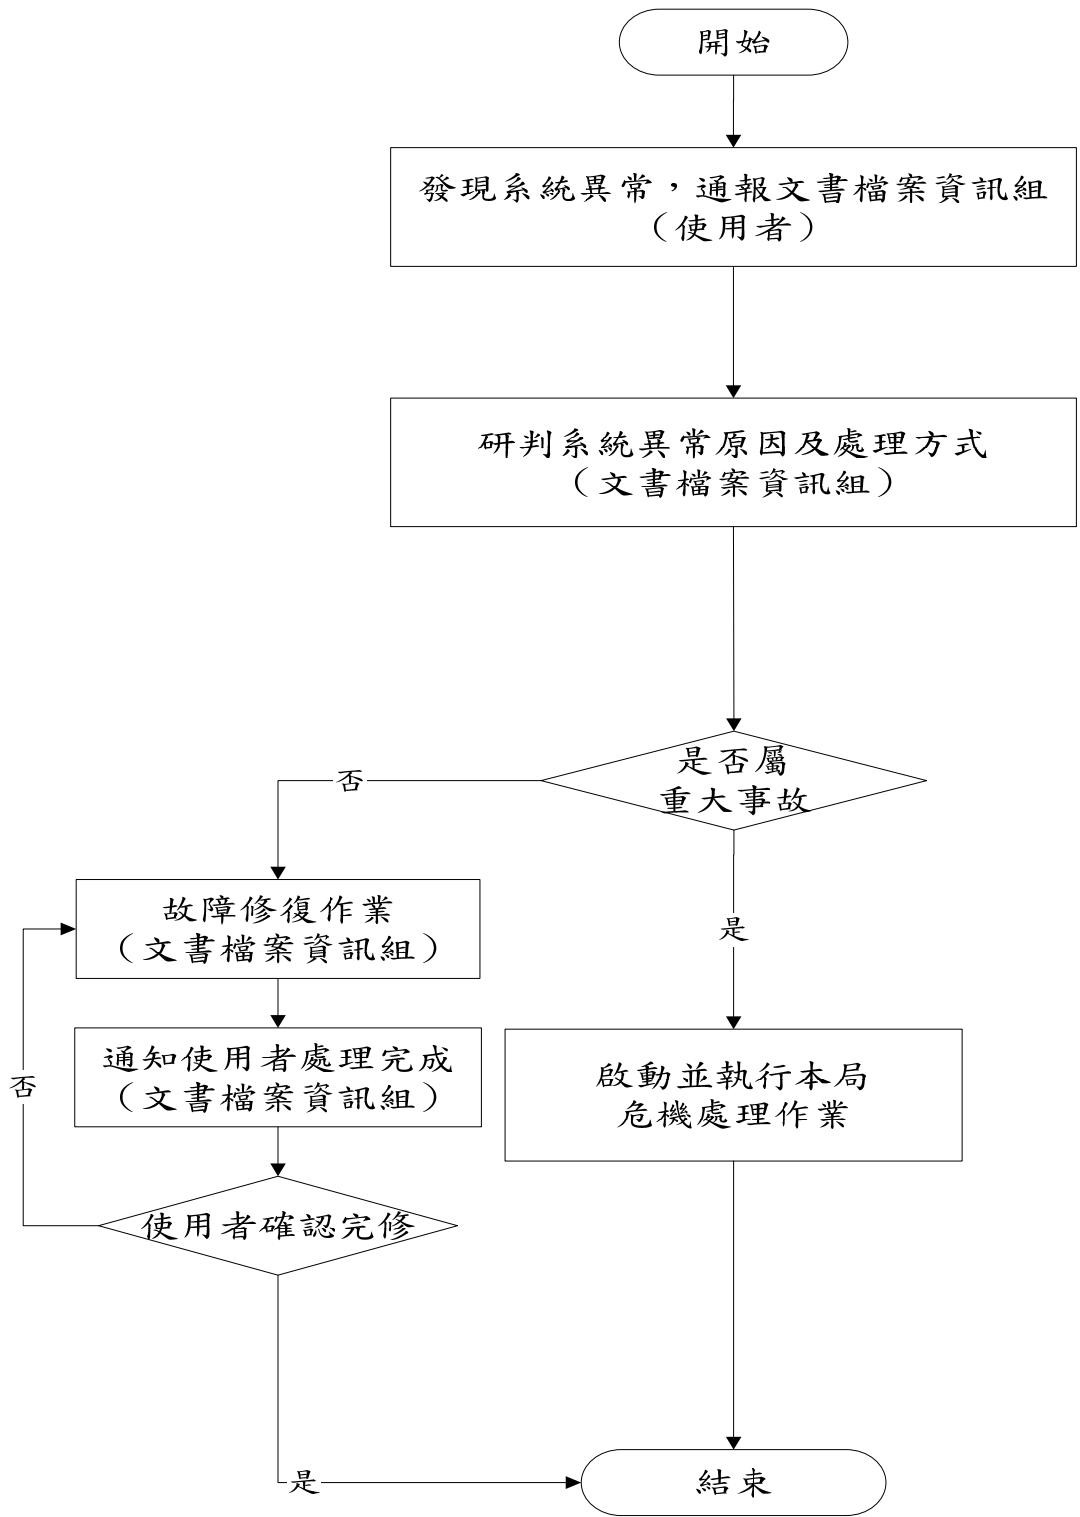 開始
發現系統異常，通報文書檔案資訊組
（使用者）
研判系統異常原因及處理方式
（文書檔案資訊組）
是否屬
重大事故
否
是
故障修復作業
（文書檔案資訊組）
通知使用者處理完成
（文書檔案資訊組）
否
啟動並執行本局
危機處理作業
使用者確認完修
是
結束